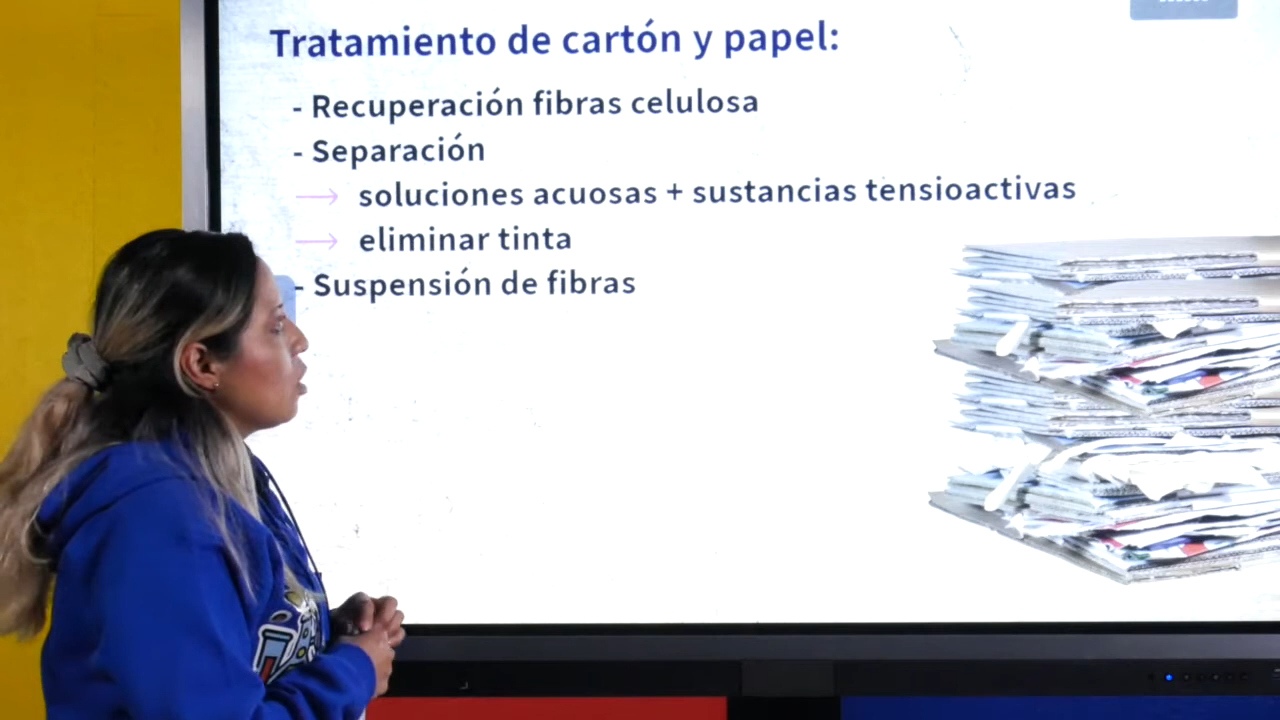 Tratamiento de cartón y papel:
- Recuperación fibras celulosa
- Separación
→ soluciones acuosas + sustancias tensioactivas
→ eliminar tinta
- Suspensión de fibras